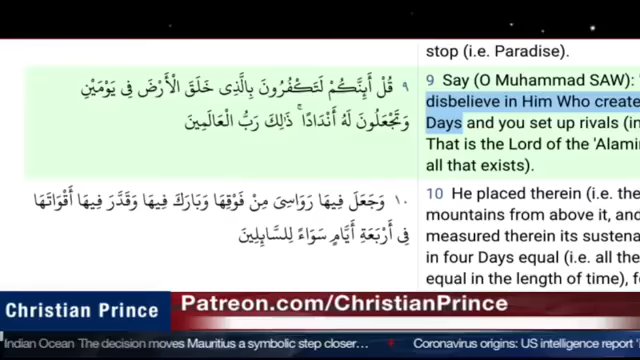 stop (i.e. Paradise).
٩ قُلْ أَئِنَّكُمْ لَتَكْفُرُونَ بِالَّذِى خَلَقَ الْأَرْضَ فِى يَوْمَيْنِ
وَتَجْعَلُونَ لَهُ أَندَادًا ۚ ذَٰلِكَ رَبُّ الْعَالَمِينَ
9 Say (O Muhammad SAW):
disbelieve in Him Who create
Days and you set up rivals (in
That is the Lord of the 'Alami
all that exists).
١٠ وَجَعَلَ فِيهَا رَوَاسِىَ مِن فَوْقِهَا وَبَارَكَ فِيهَا وَقَدَّرَ فِيهَا أَقْوَاتَهَا
فِى أَرْبَعَةِ أَيَّامٍ سَوَاءً لِلسَّائِلِينَ
10 He placed therein (i.e. the
mountains from above it, and
measured therein its sustena
in four Days equal (i.e. all the
equal in the length of time), f
Christian Prince
Patreon.com/ChristianPrince
Indian Ocean The decision moves Mauritius a symbolic step closer…
Coronavirus origins: US intelligence report '